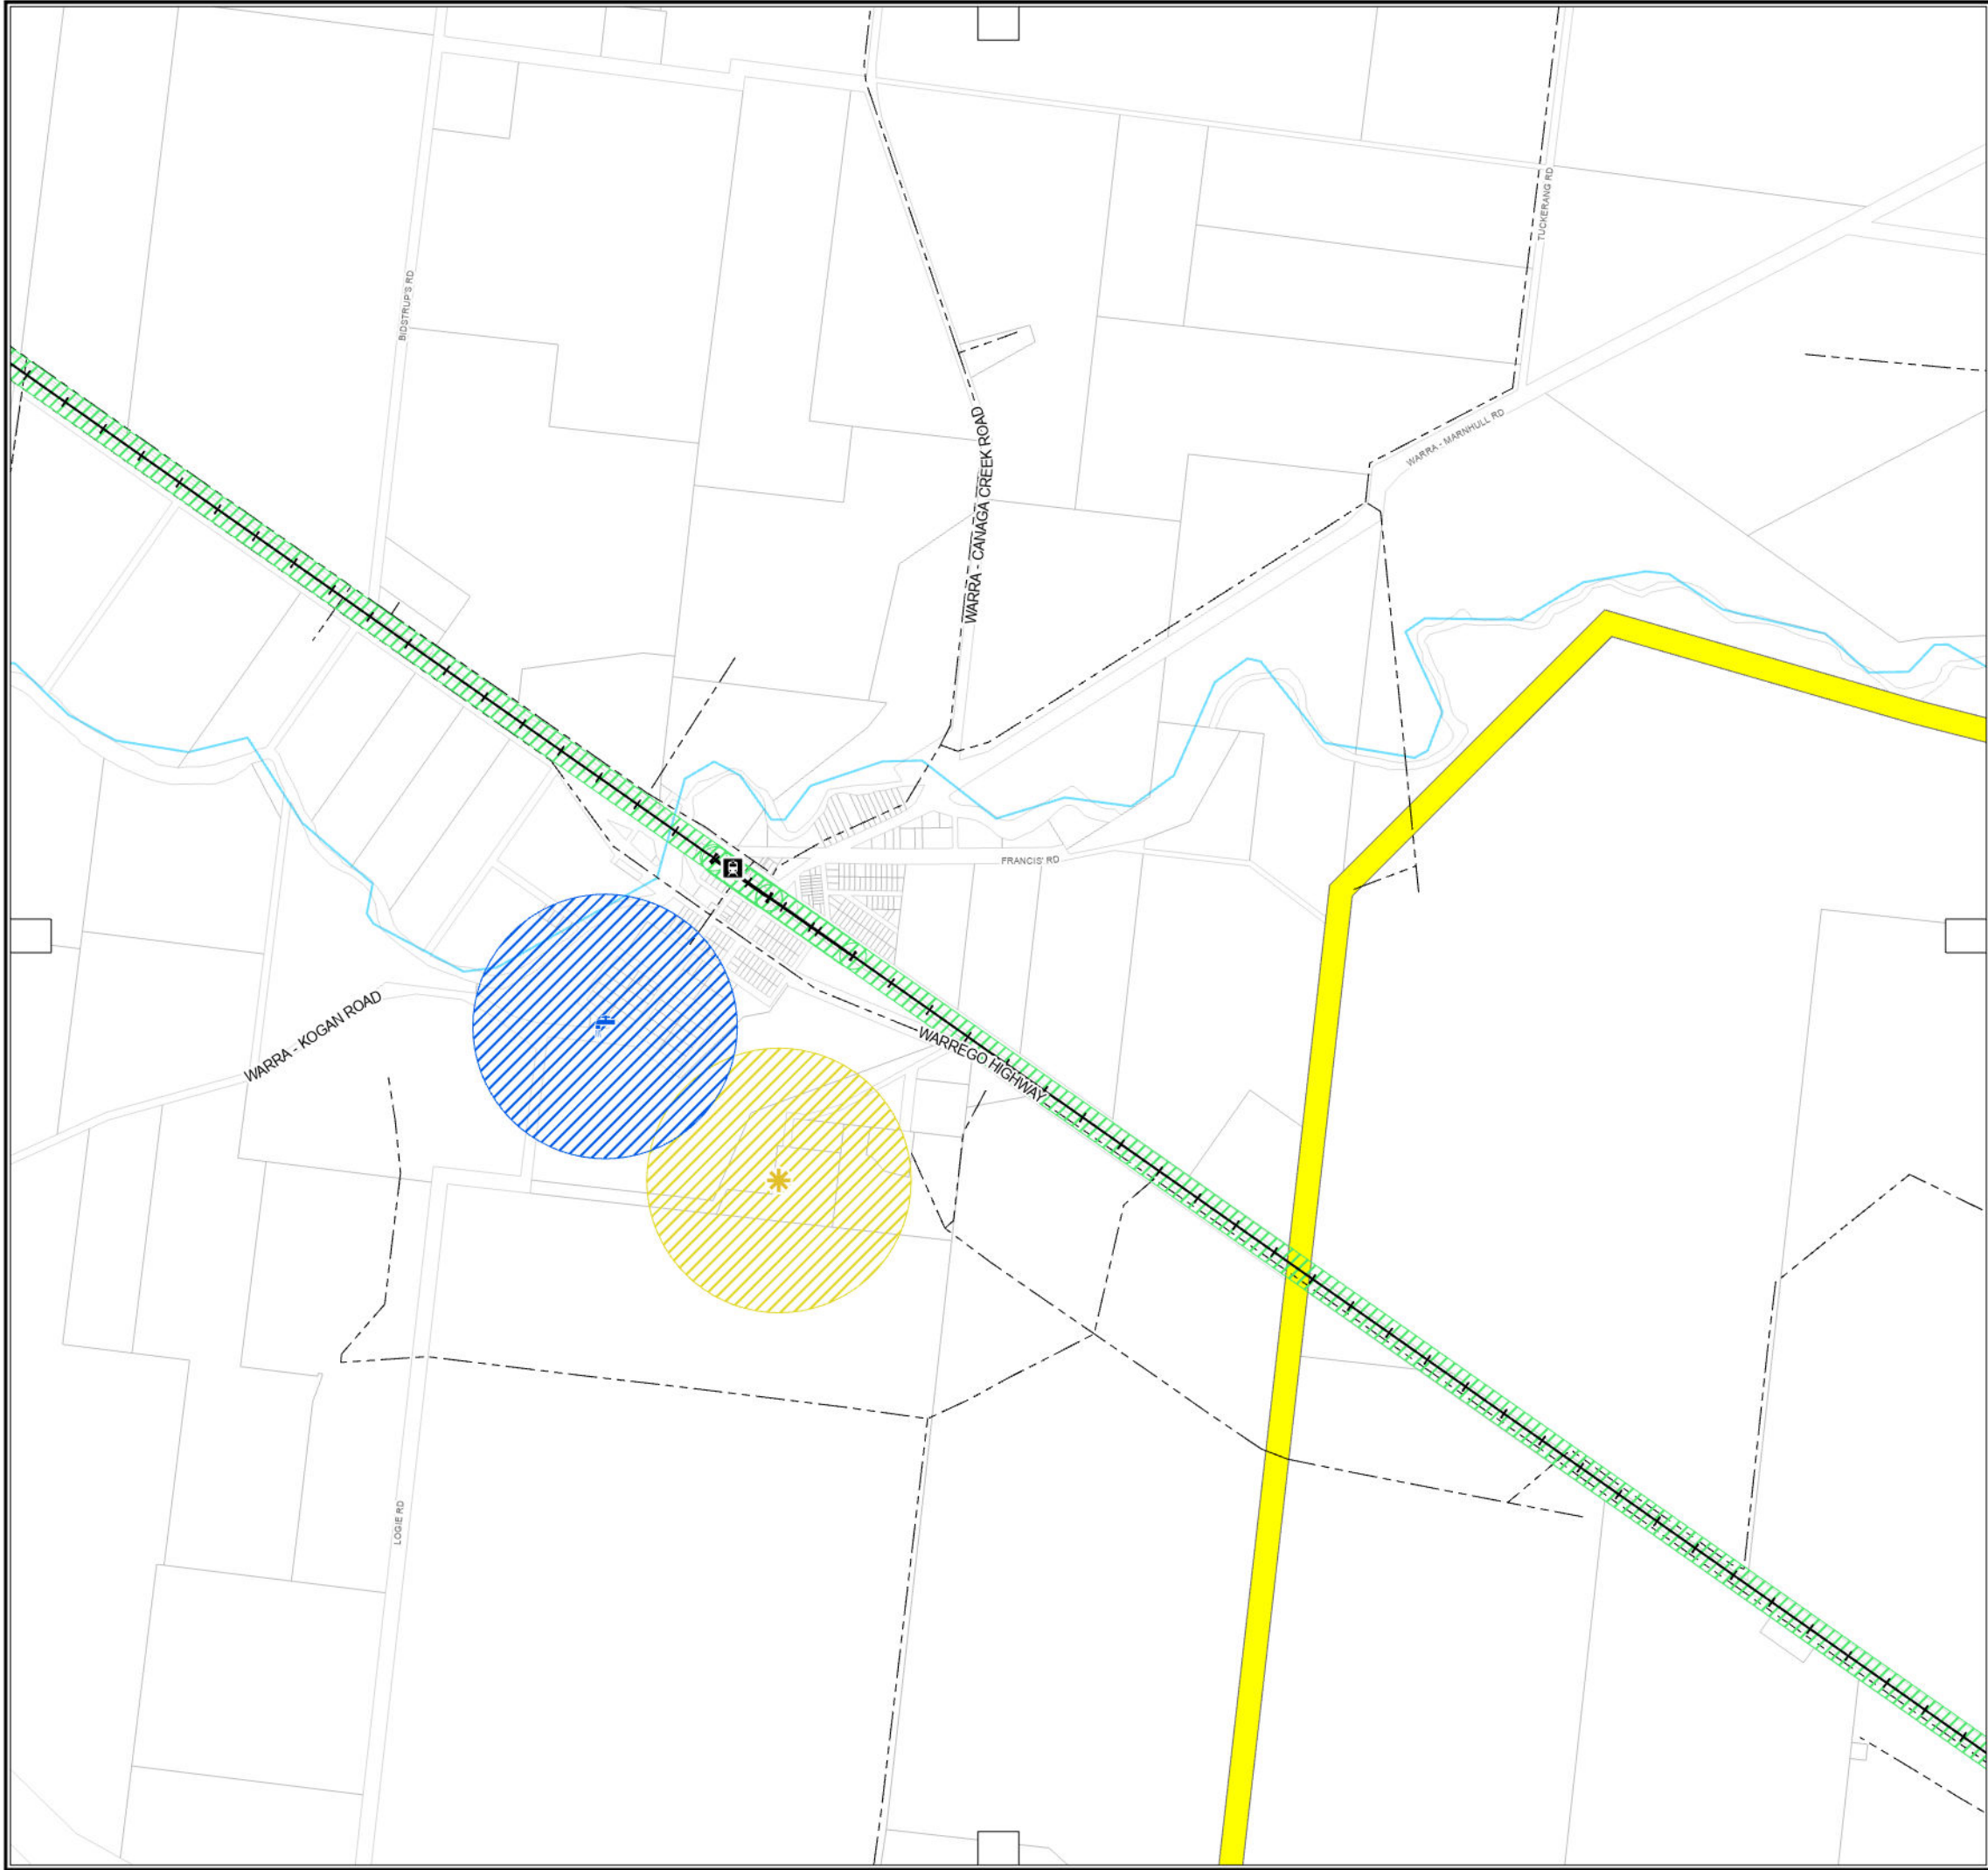 TUCKERANG RD
BIDSTRUP'S RD
WARRA - MARNHULL RD
WARRA - CANAGA CREEK ROAD
FRANCIS' RD
WARRA - KOGAN ROAD
WARREGO HIGHWAY
LOGIE RD